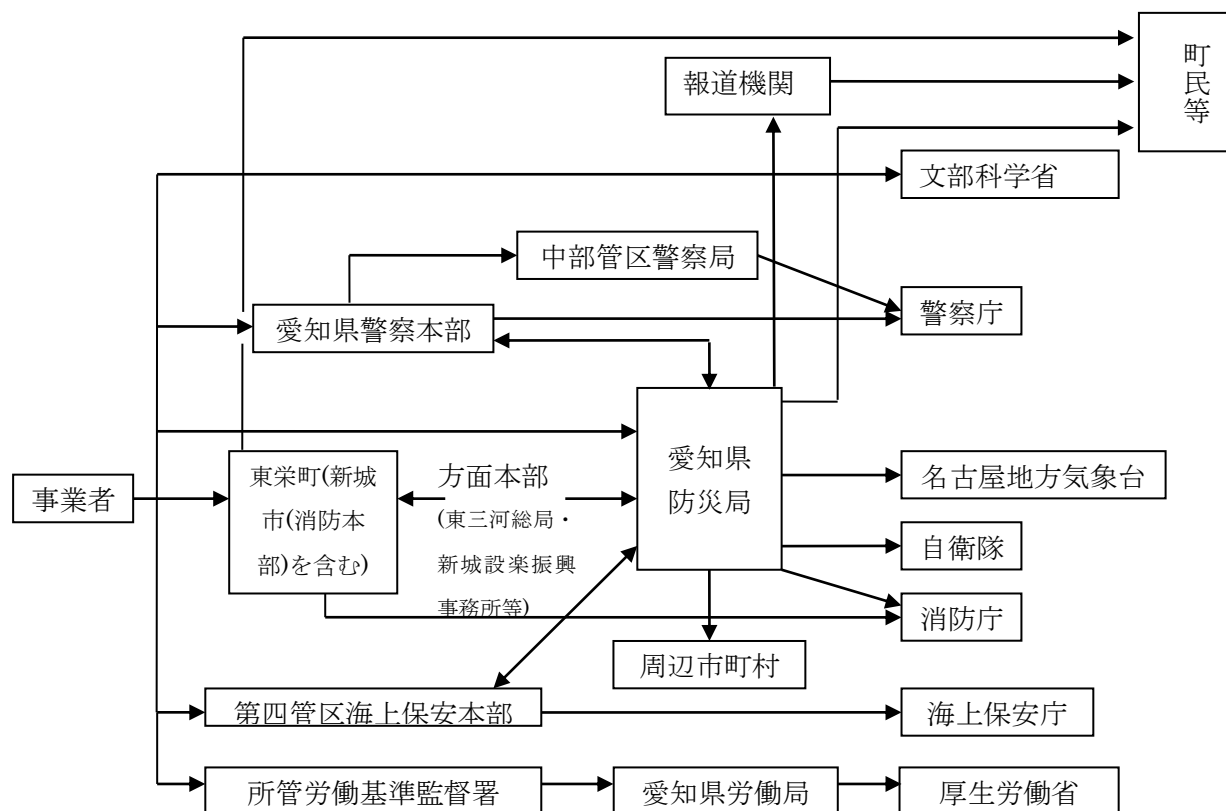 町
民
等
報道機関
文部科学省
中部管区警察局
警察庁
愛知県警察本部
愛知県
防災局
事業者
東栄町(新城
市(消防本
部)を含む)
方面本部
(東三河総局・
新城設楽振興
事務所等)
名古屋地方気象台
自衛隊
消防庁
周辺市町村
第四管区海上保安本部
海上保安庁
所管労働基準監督署
愛知県労働局
厚生労働省